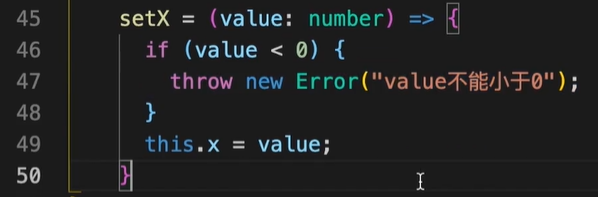 45 setX = (value: number) => {
46 if (value < 0) {
47 throw new Error("value不能小于0");
48 }
49 this.x = value;
50 }